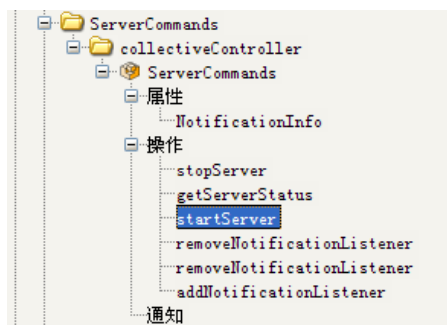 ServerCommands
collectiveController
ServerCommands
属性
NotificationInfo
操作
stopServer
getServerStatus
startServer
removeNotificationListener
removeNotificationListener
addNotificationListener
通知